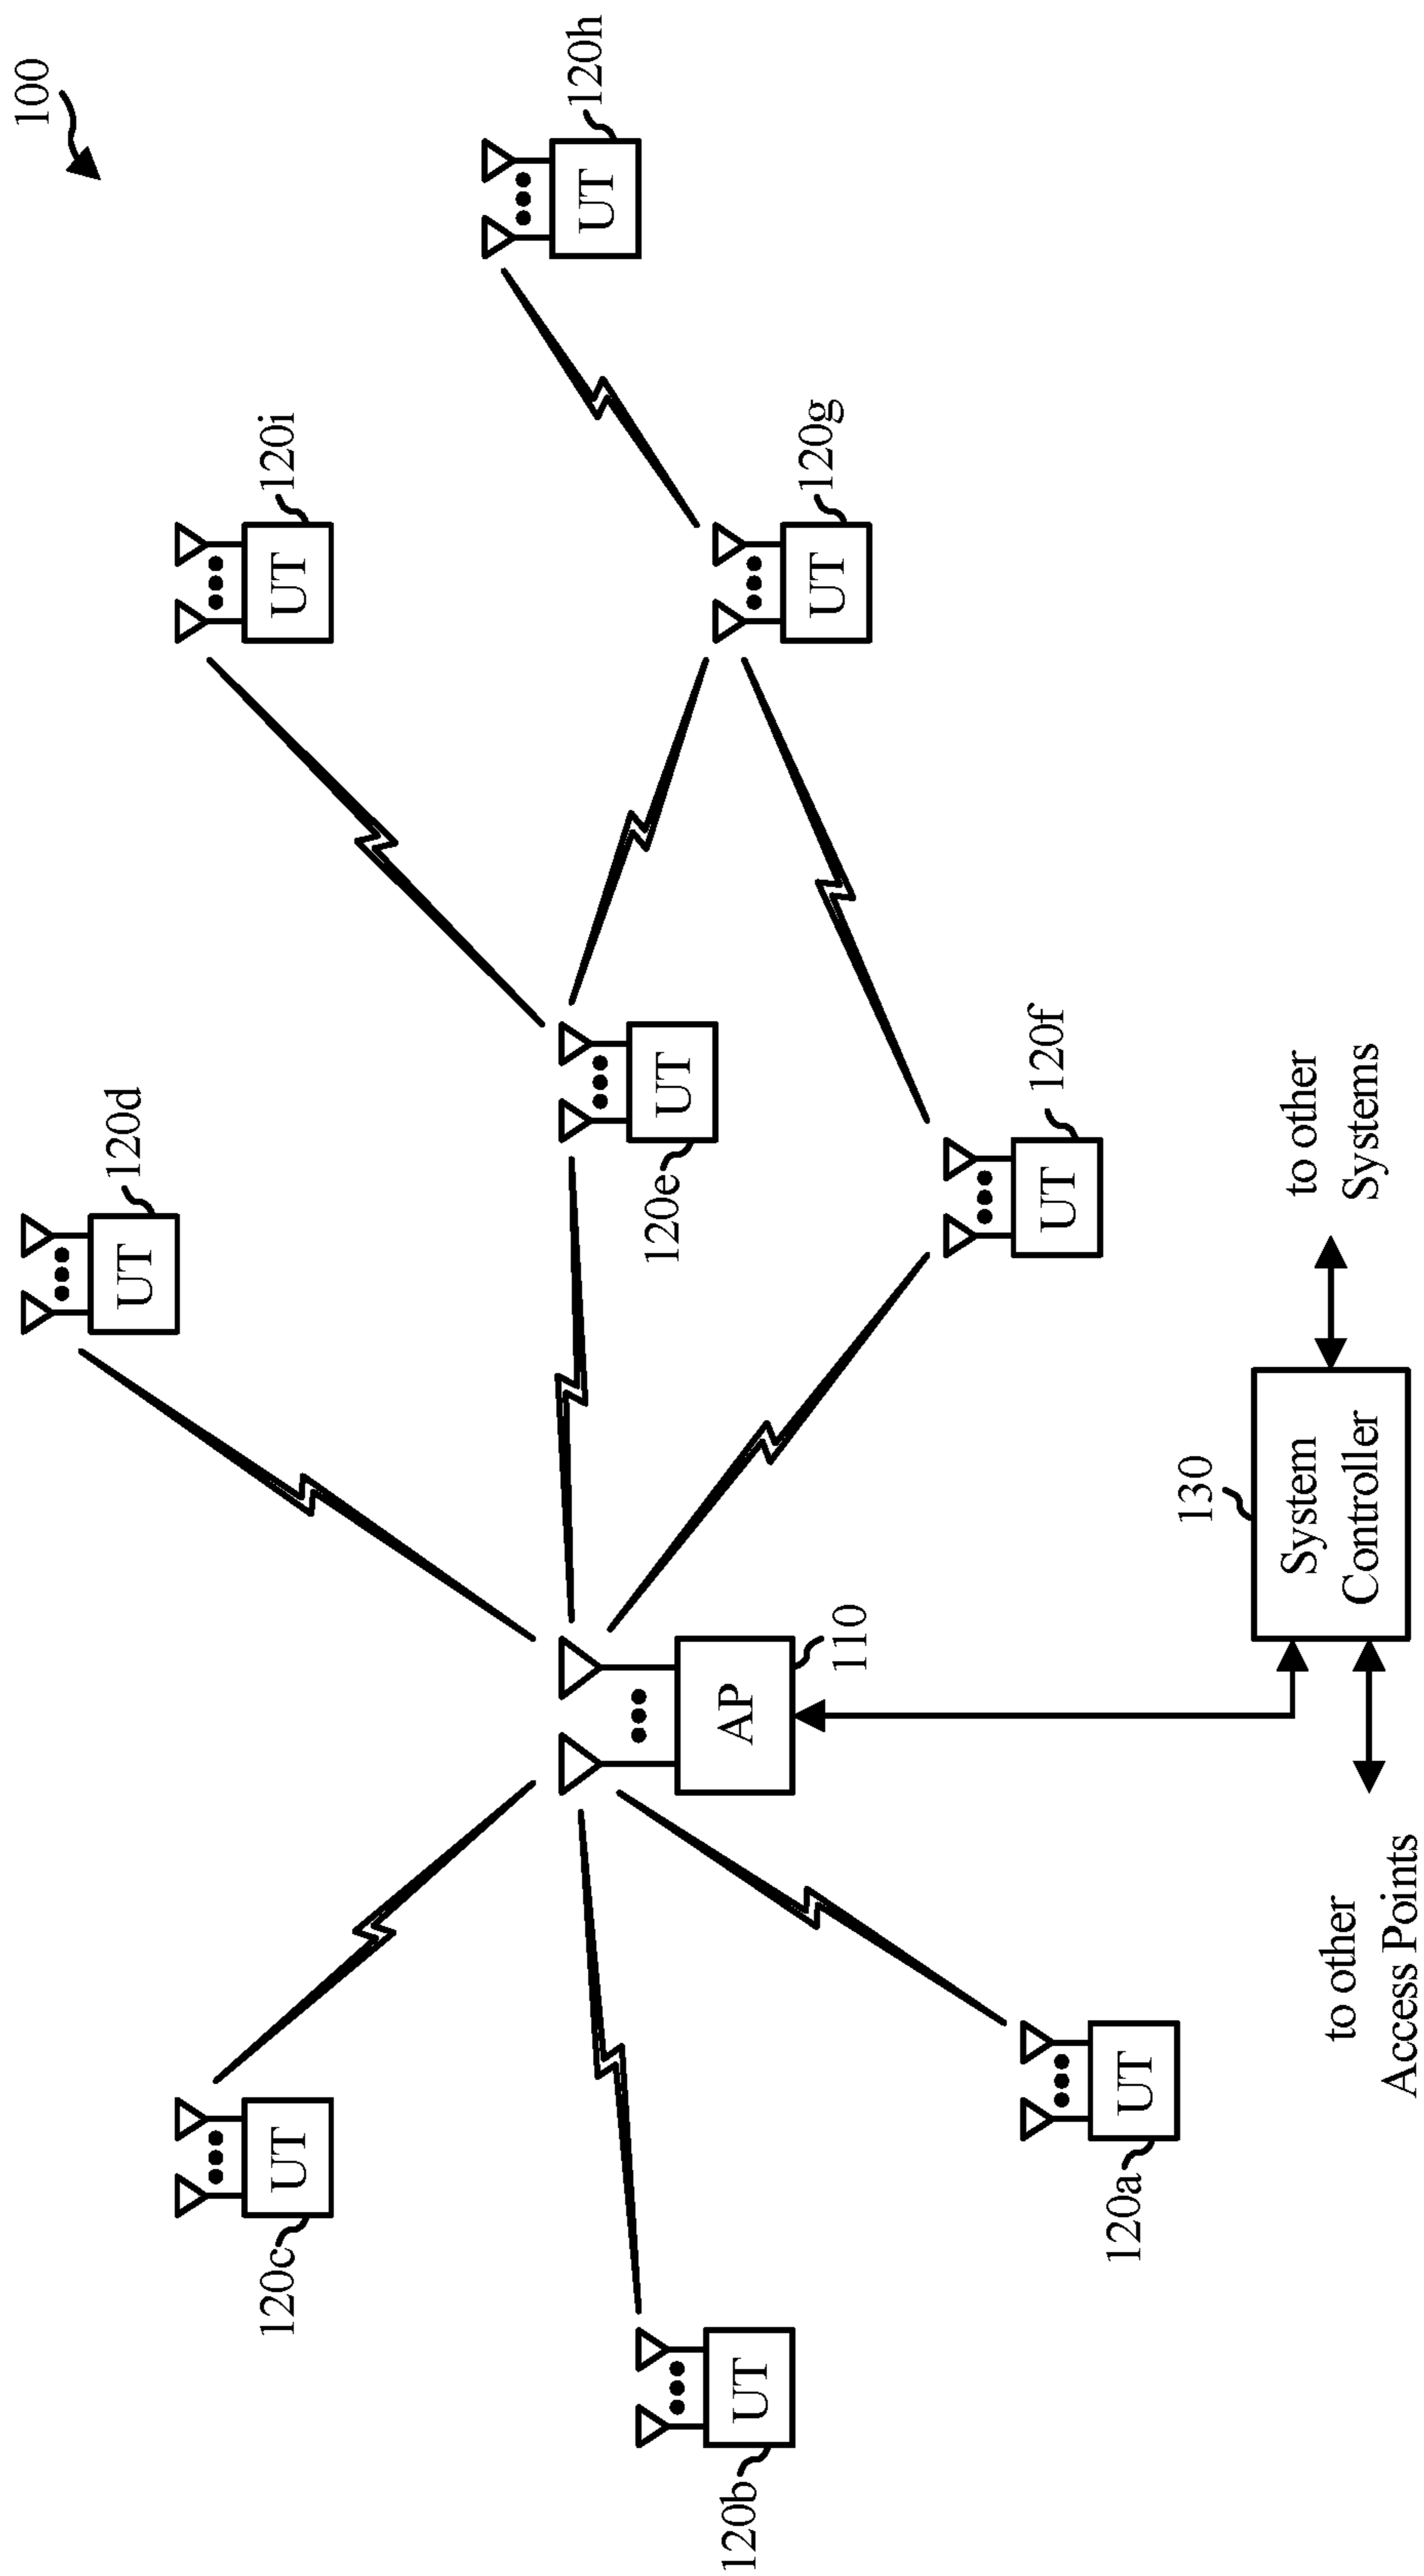 100
120d
UT
120i
UT
120c
UT
120h
UT
120e
UT
AP
110
120b
UT
120g
UT
120f
UT
120a
UT
130
System
Controller
to other
Systems
to other
Access Points